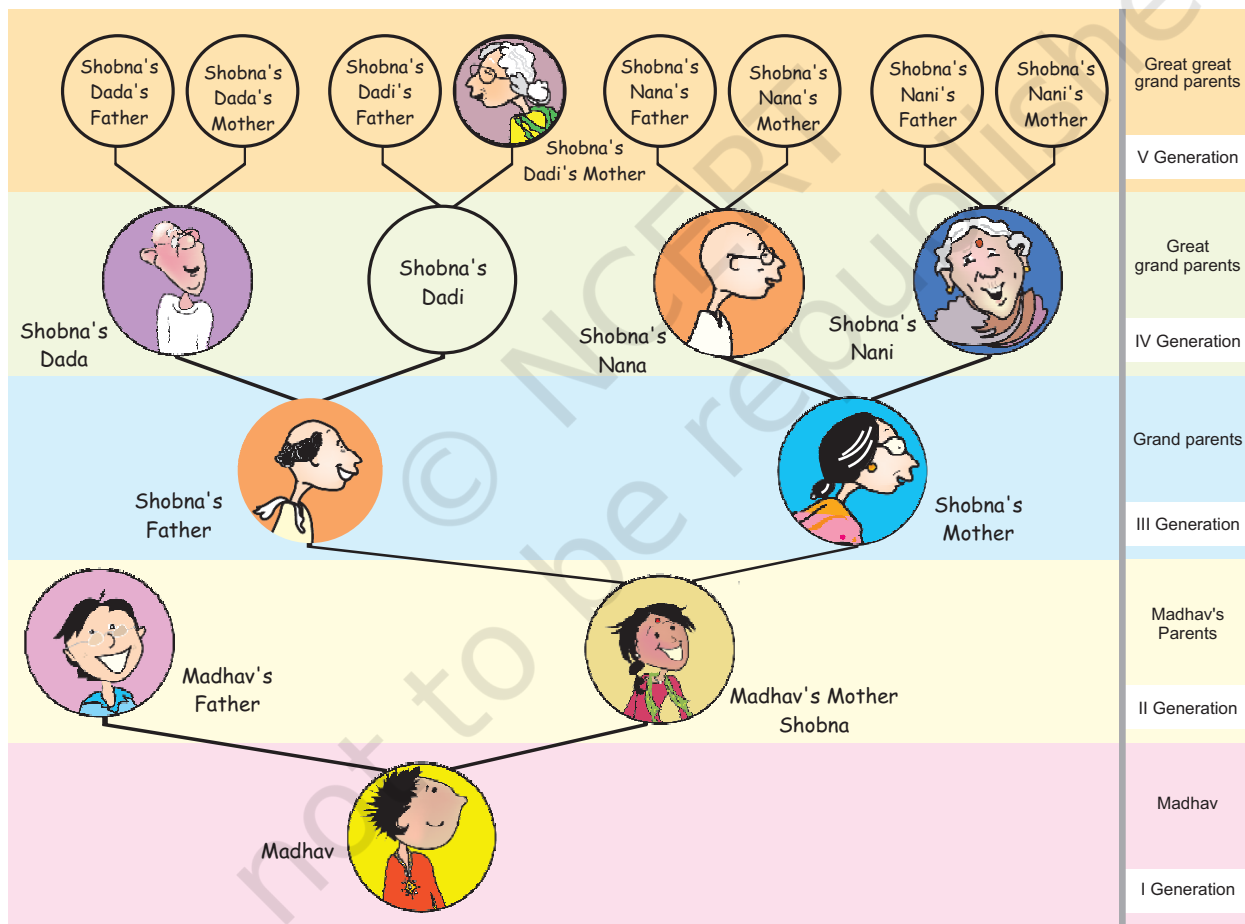 Shobna's
Dada's
Father
Shobna's
Dada's
Mother
Shobna's
Dadi's
Father
Shobna's
Dadi's Mother
Shobna's
Nana's
Father
Shobna's
Nana's
Mother
Shobna's
Nani's
Father
Shobna's
Nani's
Mother
Great great
grand parents
V Generation
Shobna's
Dada
Shobna's
Dadi
Shobna's
Nana
Shobna's
Nani
Great
grand parents
IV Generation
Shobna's
Father
Shobna's
Mother
Grand parents
III Generation
Madhav's
Father
Madhav's Mother
Shobna
Madhav's
Parents
II Generation
Madhav
Madhav
I Generation
© NCERT
not to be republishe